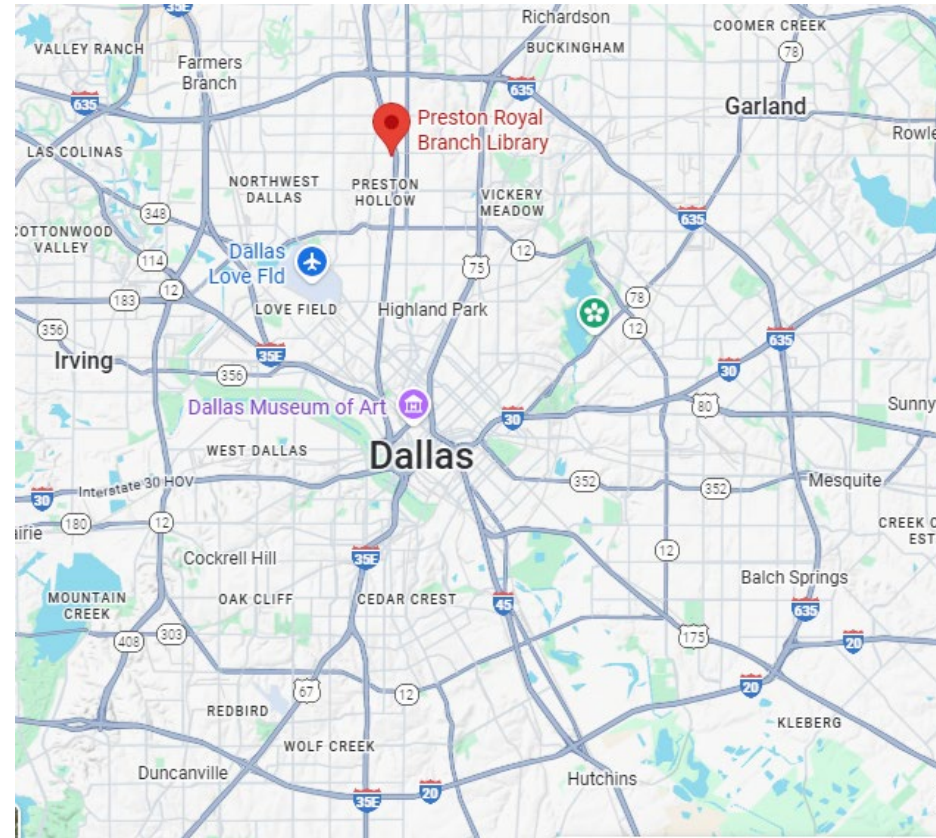 35E
Richardson
COOMER CREEK
VALLEY RANCH
BUCKINGHAM
78
Farmers
Branch
635
635
Garland
Preston Royal
Branch Library
Rowle
LAS COLINAS
NORTHWEST
DALLAS
PRESTON
HOLLOW
VICKERY
MEADOW
348
635
COTTONWOOD
VALLEY
12
114
Dallas
Love Fld
75
12
183
78
LOVE FIELD
Highland Park
12
356
635
Irving
35E
356
30
Dallas Museum of Art
30
80
Sunny
WEST DALLAS
Dallas
Interstate 30 HOV
352
352
Mesquite
30
180
12
irie
CREEK C
EST
12
Cockrell Hill
35E
Balch Springs
MOUNTAIN
CREEK
OAK CLIFF
CEDAR CREST
45
635
408
303
175
20
67
12
20
REDBIRD
KLEBERG
WOLF CREEK
Duncanville
Hutchins
35E
20